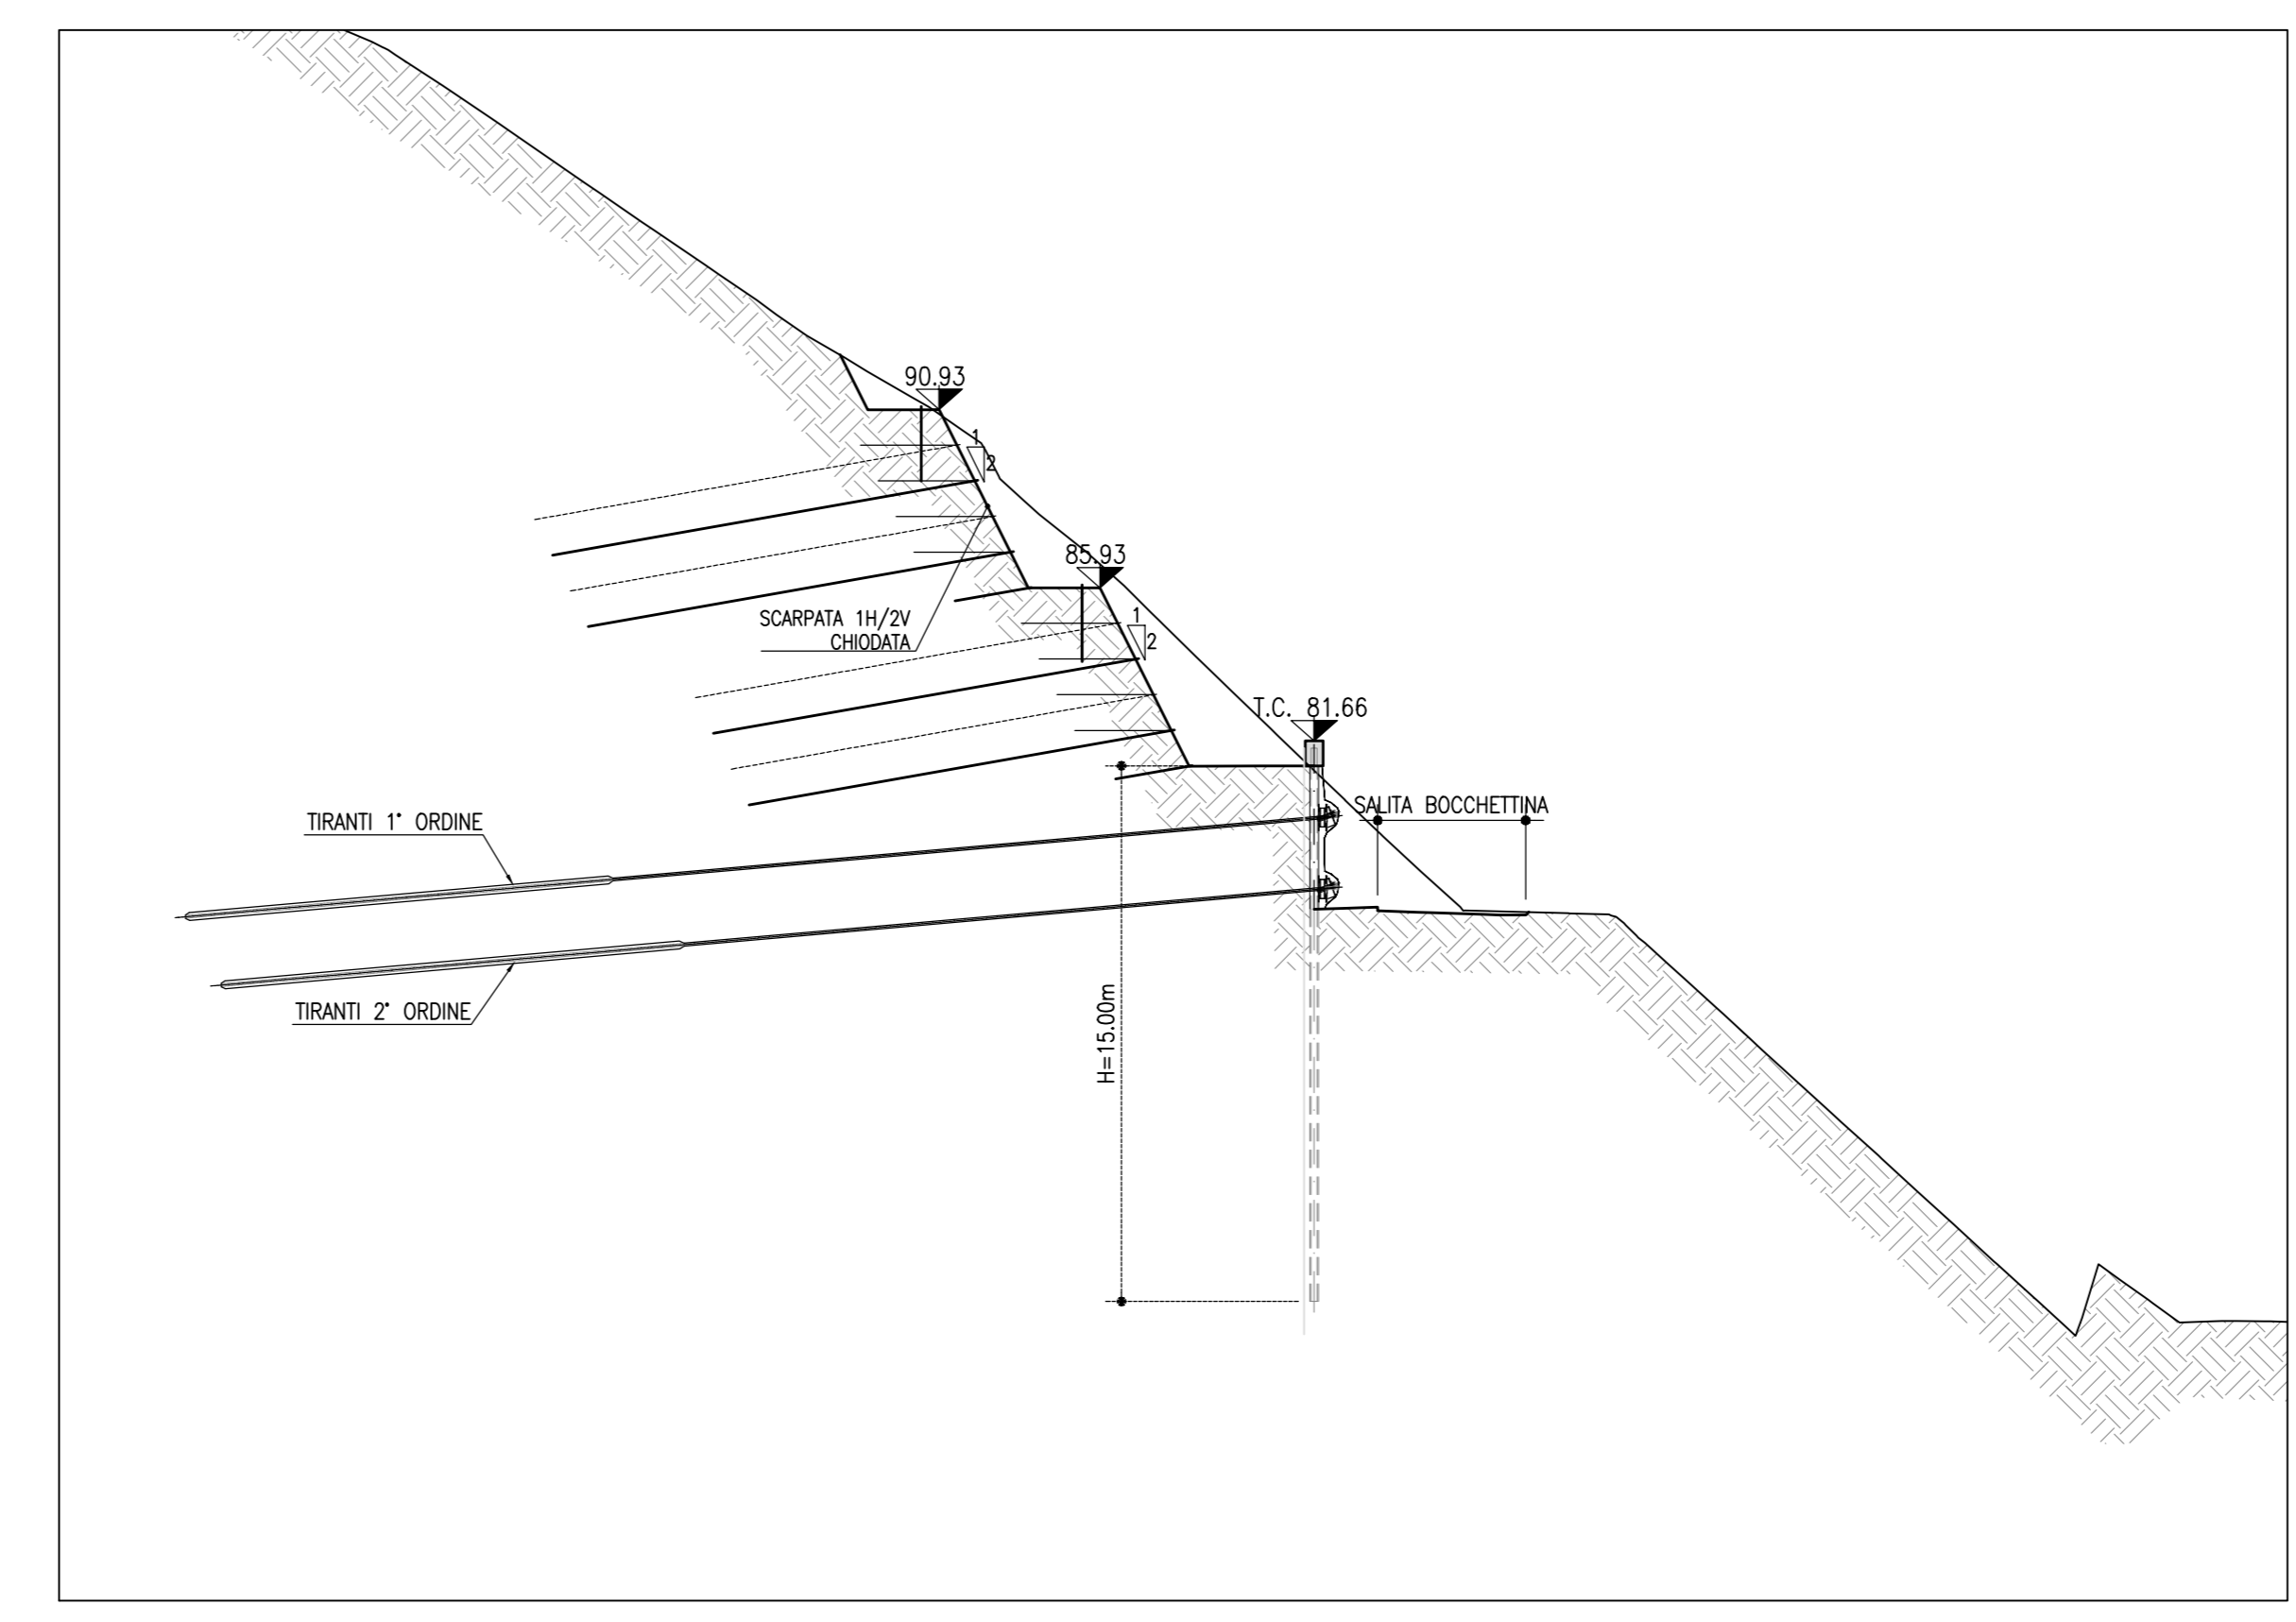 90.93
1
2
85.93
SCARPATA 1H/2V
CHIODATA
1
2
T.C. 81.66
SALITA BOCCHETTINA
TIRANTI 1° ORDINE
TIRANTI 2° ORDINE
H=15.00m